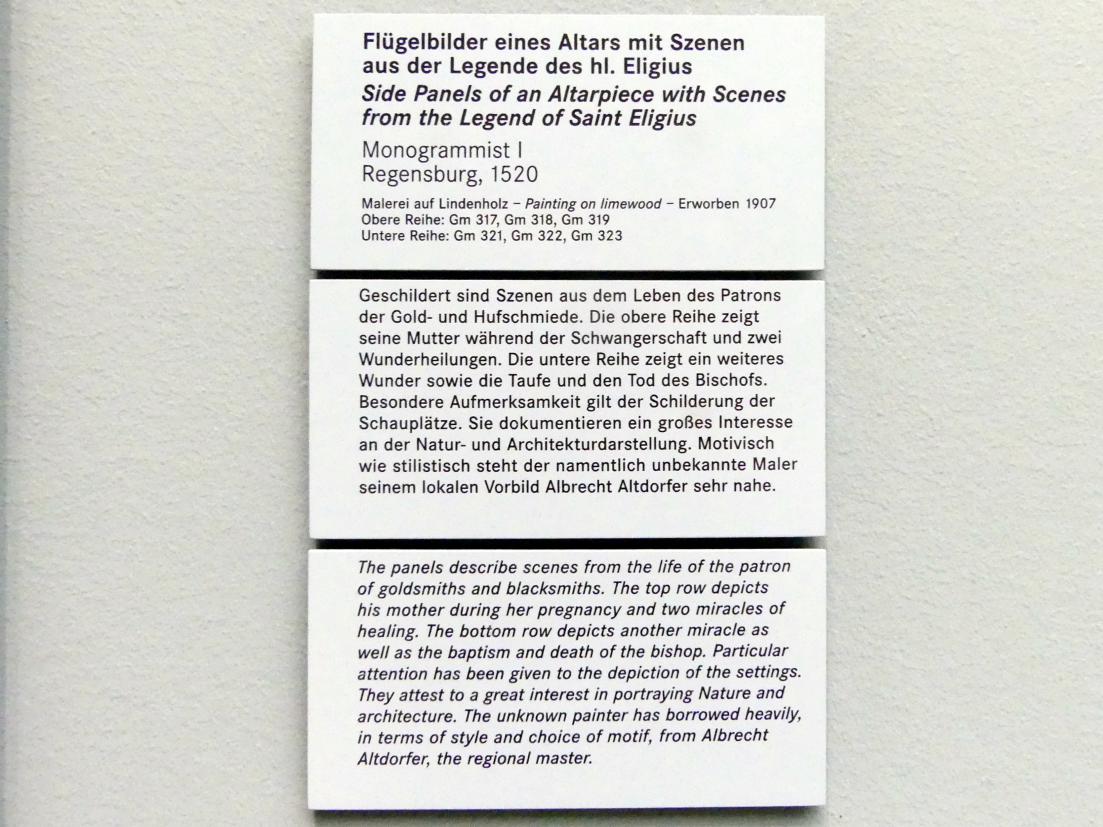 Flügelbilder eines Altars mit Szenen
aus der Legende des hl. Eligius
Side Panels of an Altarpiece with Scenes
from the Legend of Saint Eligius
Monogrammist I
Regensburg, 1520
Malerei auf Lindenholz – Painting on limewood – Erworben 1907
Obere Reihe: Gm 317, Gm 318, Gm 319
Untere Reihe: Gm 321, Gm 322, Gm 323
Geschildert sind Szenen aus dem Leben des Patrons
der Gold- und Hufschmiede. Die obere Reihe zeigt
seine Mutter während der Schwangerschaft und zwei
Wunderheilungen. Die untere Reihe zeigt ein weiteres
Wunder sowie die Taufe und den Tod des Bischofs.
Besondere Aufmerksamkeit gilt der Schilderung der
Schauplätze. Sie dokumentieren ein großes Interesse
an der Natur- und Architekturdarstellung. Motivisch
wie stilistisch steht der namentlich unbekannte Maler
seinem lokalen Vorbild Albrecht Altdorfer sehr nahe.
The panels describe scenes from the life of the patron
of goldsmiths and blacksmiths. The top row depicts
his mother during her pregnancy and two miracles of
healing. The bottom row depicts another miracle as
well as the baptism and death of the bishop. Particular
attention has been given to the depiction of the settings.
They attest to a great interest in portraying Nature and
architecture. The unknown painter has borrowed heavily,
in terms of style and choice of motif, from Albrecht
Altdorfer, the regional master.